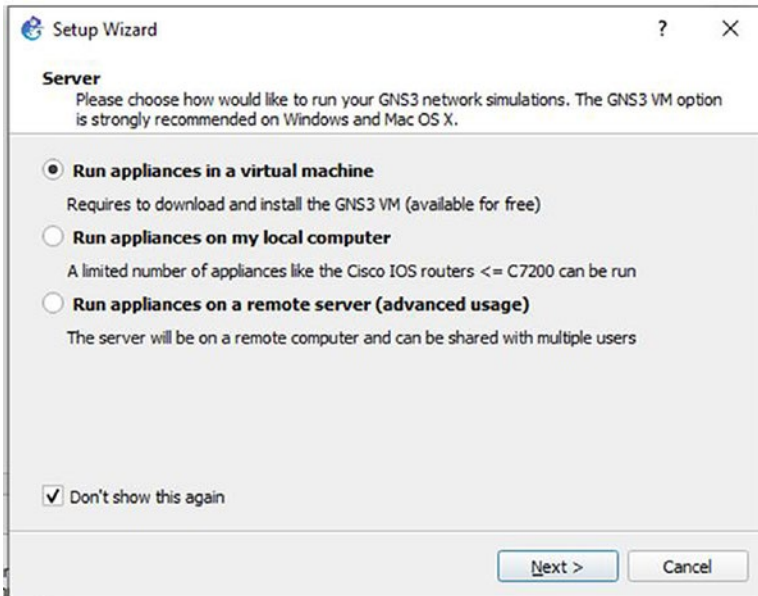 Setup Wizard
?
Server
Please choose how would like to run your GNS3 network simulations. The GNS3 VM option
is strongly recommended on Windows and Mac OS X.
Run appliances in a virtual machine
Requires to download and install the GNS3 VM (available for free)
Run appliances on my local computer
A limited number of appliances like the Cisco IOS routers <= C7200 can be run
Run appliances on a remote server (advanced usage)
The server will be on a remote computer and can be shared with multiple users
Don't show this again
Next >
Cancel